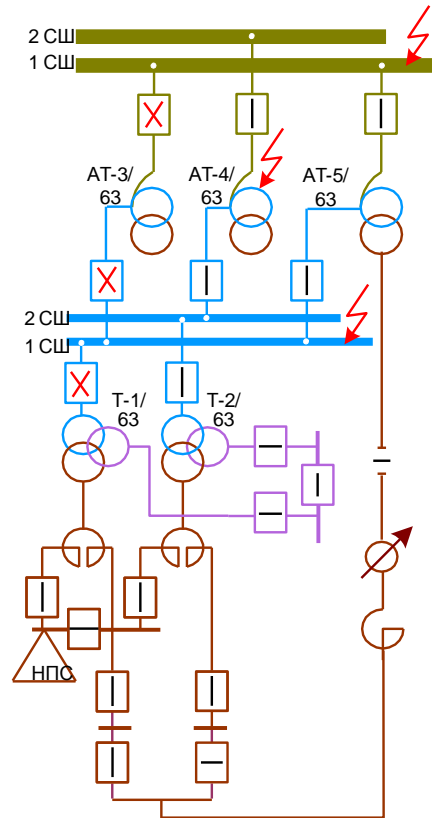 2 СШ
1 СШ
АТ-3/
63
АТ-4/
63
АТ-5/
63
2 СШ
1 СШ
Т-1/
63
Т-2/
63
НПС